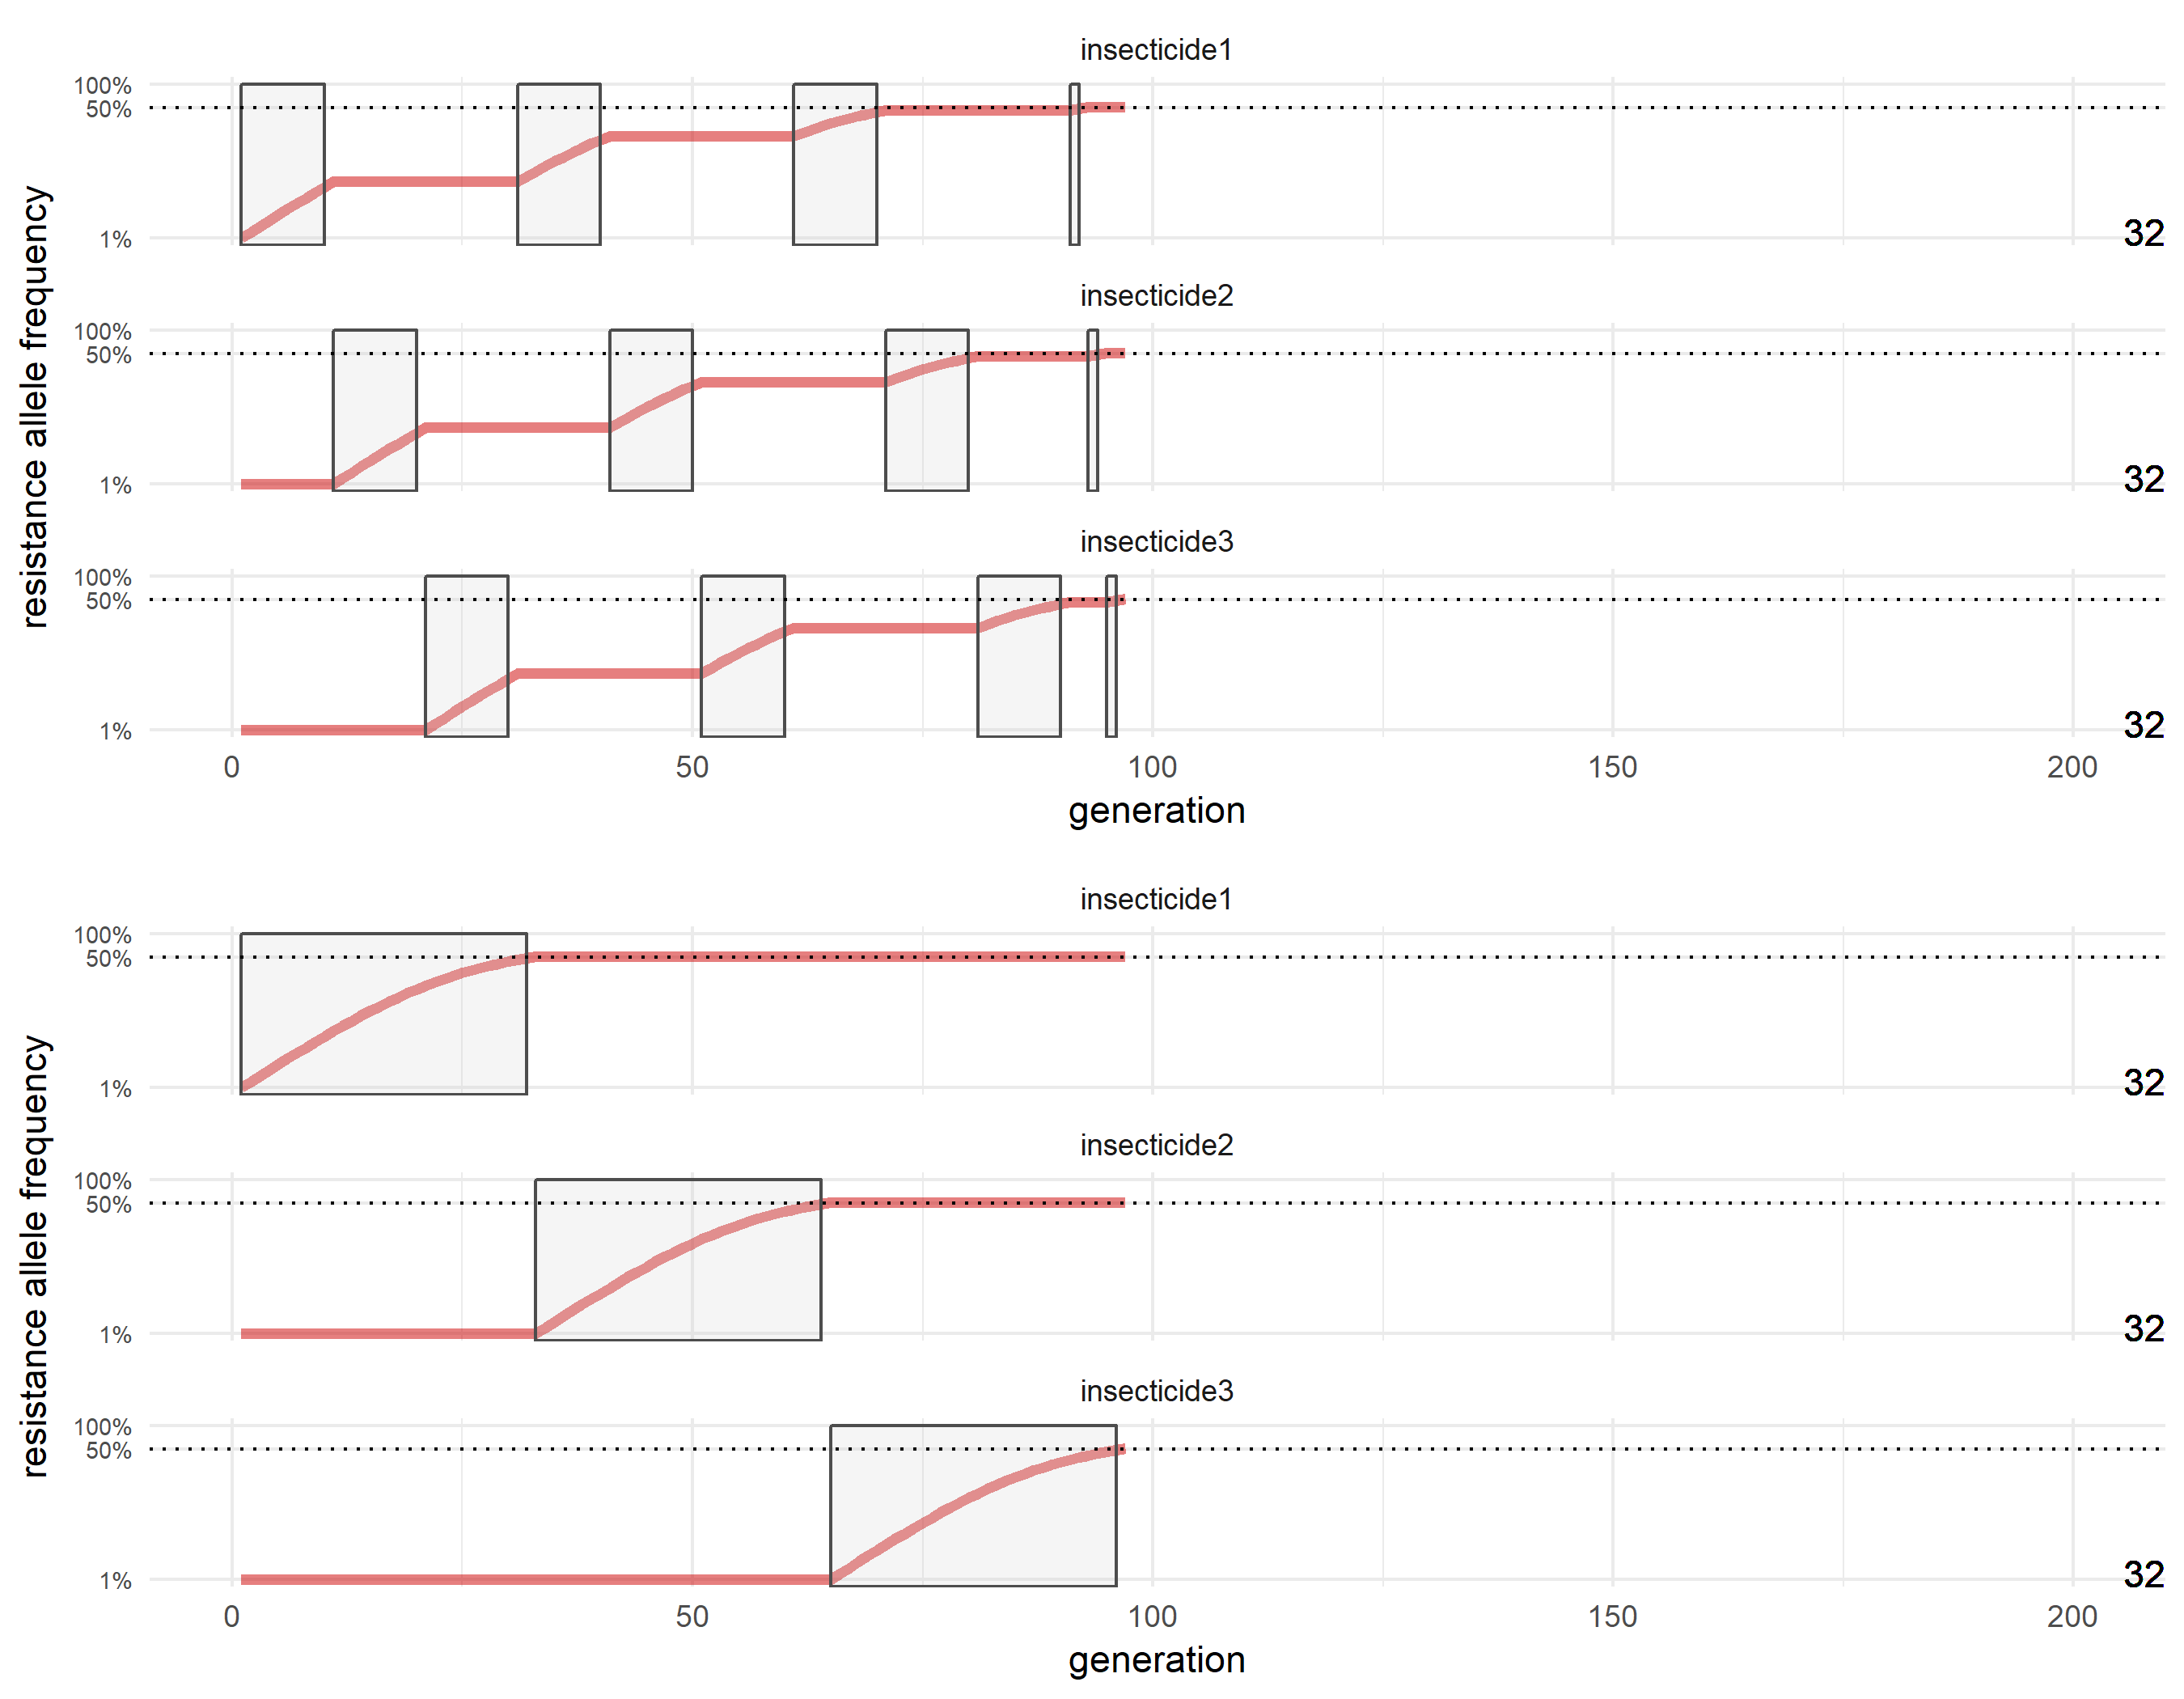 insecticide1
100%
50%
1%
32
insecticide2
100%
50%
1%
32
insecticide3
100%
50%
1%
32
0 50 100 150 200
generation
resistance allele frequency
insecticide1
100%
50%
1%
32
insecticide2
100%
50%
1%
32
insecticide3
100%
50%
1%
32
0 50 100 150 200
generation
resistance allele frequency